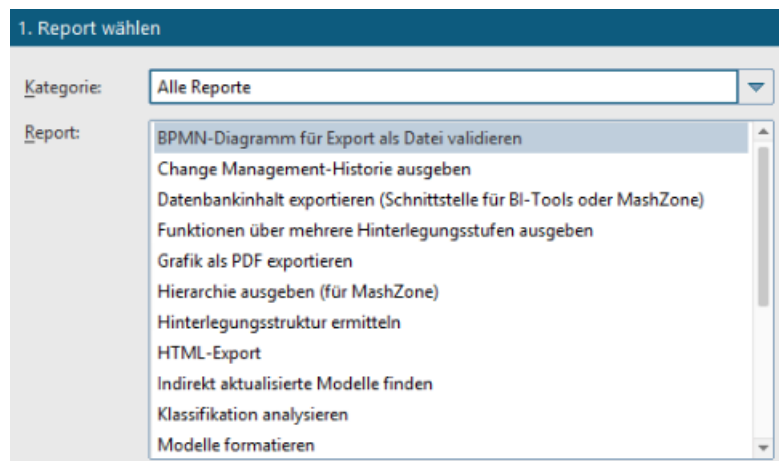 1. Report wählen
Kategorie:
Alle Reporte
Report:
BPMN-Diagramm für Export als Datei validieren
Change Management-Historie ausgeben
Datenbankinhalt exportieren (Schnittstelle für BI-Tools oder MashZone)
Funktionen über mehrere Hinterlegungsstufen ausgeben
Grafik als PDF exportieren
Hierarchie ausgeben (für MashZone)
Hinterlegungsstruktur ermitteln
HTML-Export
Indirekt aktualisierte Modelle finden
Klassifikation analysieren
Modelle formatieren